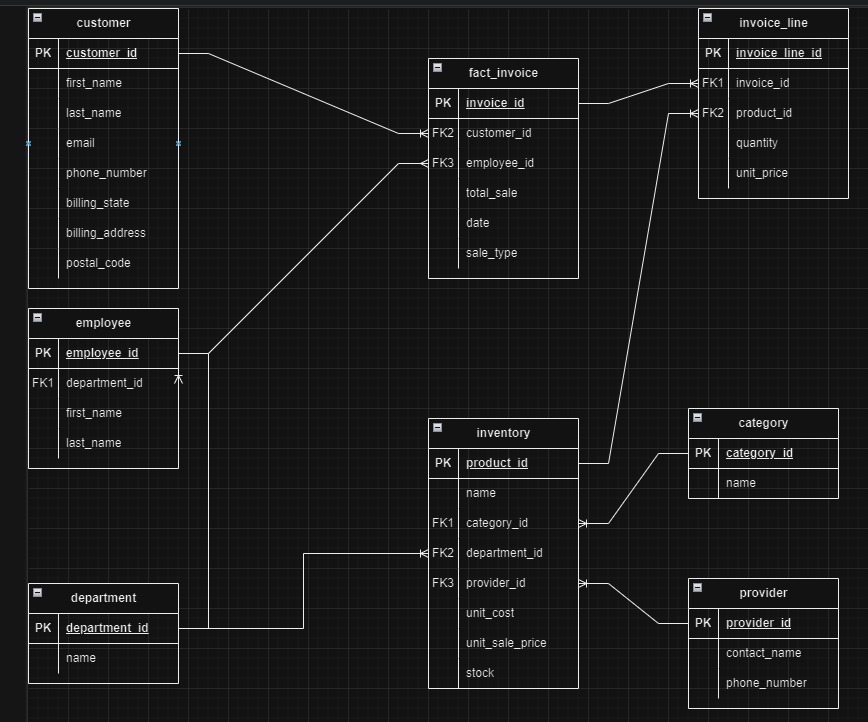 customer
PK customer_id
first_name
last_name
email
phone_number
billing_state
billing_address
postal_code
employee
PK employee_id
FK1 department_id
first_name
last_name
department
PK department_id
name
fact_invoice
PK invoice_id
FK2 customer_id
FK3 employee_id
total_sale
date
sale_type
inventory
PK product_id
name
FK1 category_id
FK2 department_id
FK3 provider_id
unit_cost
unit_sale_price
stock
invoice_line
PK invoice_line_id
FK1 invoice_id
FK2 product_id
quantity
unit_price
category
PK category_id
name
provider
PK provider_id
contact_name
phone_number